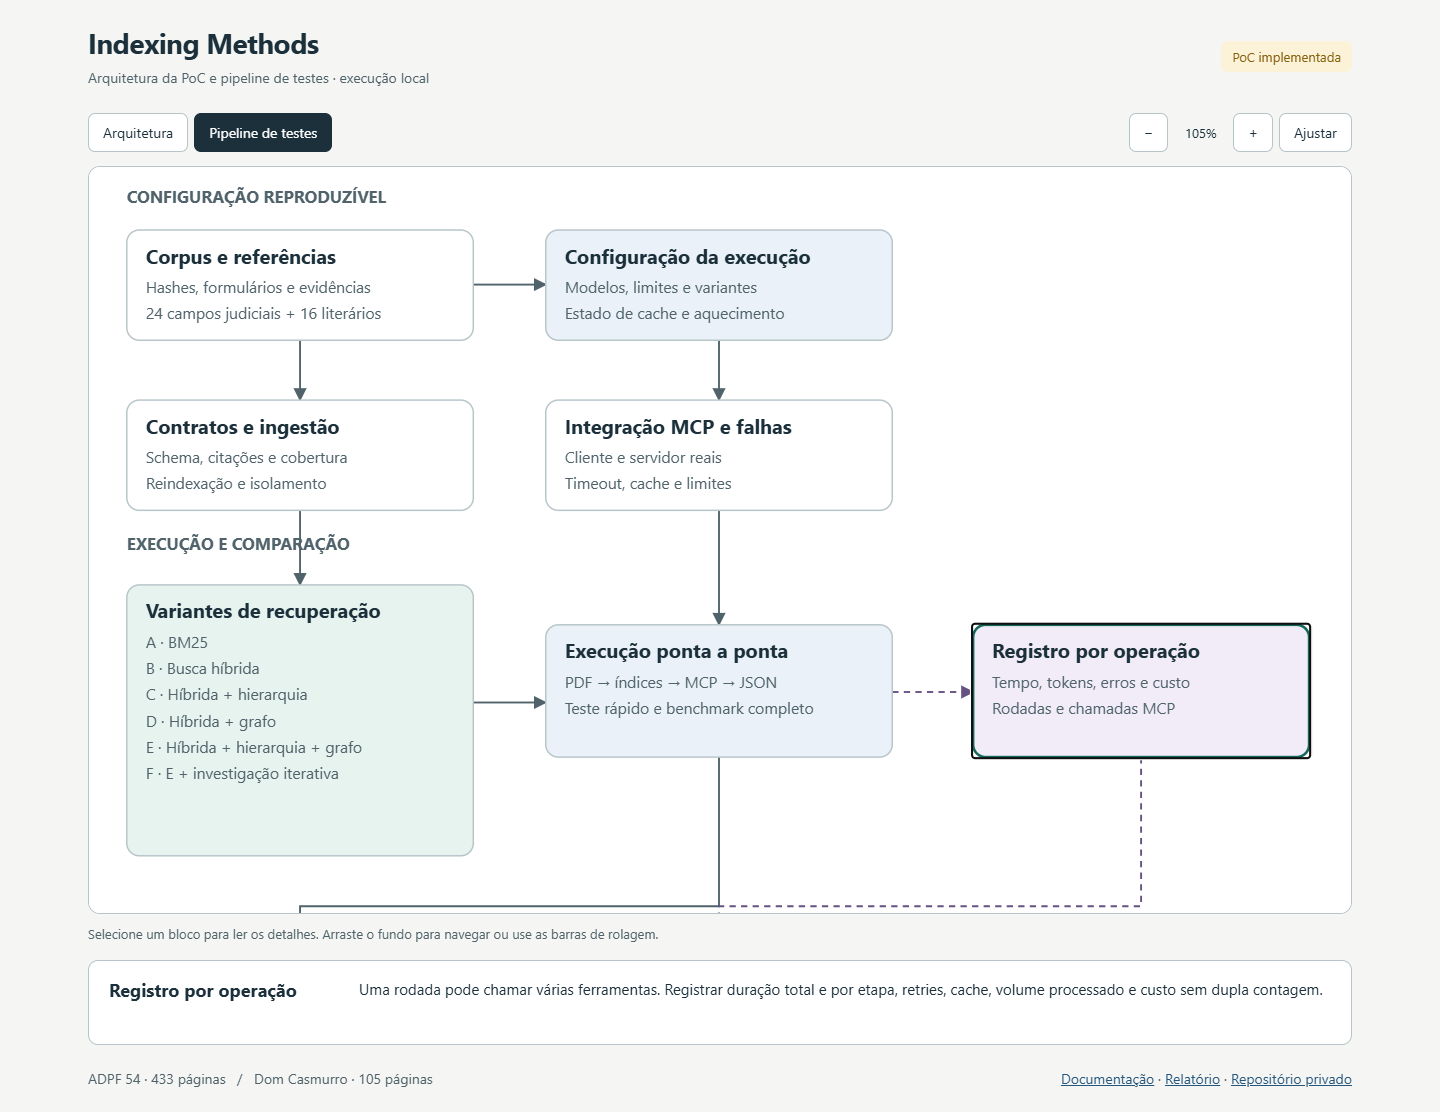 Indexing Methods
Arquitetura da PoC e pipeline de testes · execução local
PoC implementada
Arquitetura
Pipeline de testes
−
105%
+
Ajustar
CONFIGURAÇÃO REPRODUZÍVEL
Corpus e referências
Hashes, formulários e evidências
24 campos judiciais + 16 literários
Configuração da execução
Modelos, limites e variantes
Estado de cache e aquecimento
Contratos e ingestão
Schema, citações e cobertura
Reindexação e isolamento
Integração MCP e falhas
Cliente e servidor reais
Timeout, cache e limites
EXECUÇÃO E COMPARAÇÃO
Variantes de recuperação
A · BM25
B · Busca híbrida
C · Híbrida + hierarquia
D · Híbrida + grafo
E · Híbrida + hierarquia + grafo
F · E + investigação iterativa
Execução ponta a ponta
PDF → índices → MCP → JSON
Teste rápido e benchmark completo
Registro por operação
Tempo, tokens, erros e custo
Rodadas e chamadas MCP
Selecione um bloco para ler os detalhes. Arraste o fundo para navegar ou use as barras de rolagem.
Registro por operação
Uma rodada pode chamar várias ferramentas. Registrar duração total e por etapa, retries, cache, volume processado e custo sem dupla contagem.
ADPF 54 · 433 páginas / Dom Casmurro · 105 páginas
Documentação · Relatório · Repositório privado